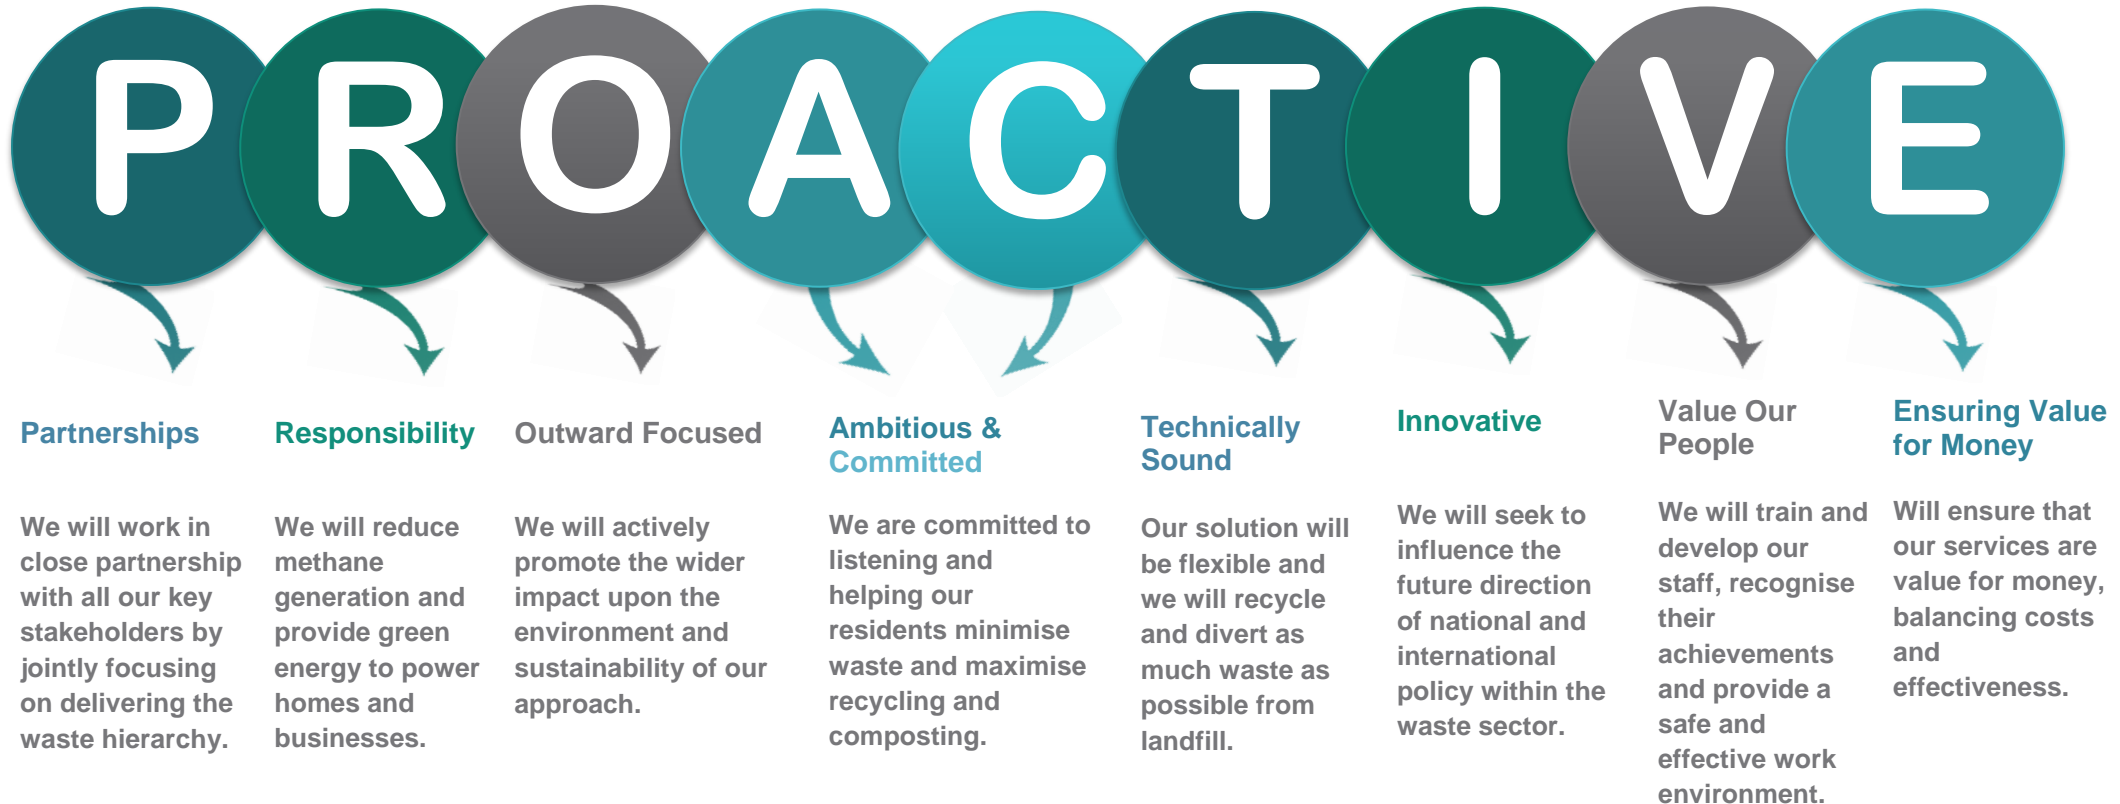 PROACTIVE
Partnerships
We will work in
close partnership
with all our key
stakeholders by
jointly focusing
on delivering the
waste hierarchy.
Responsibility
We will reduce
methane
generation and
provide green
energy to power
homes and
businesses.
Outward Focused
We will actively
promote the wider
impact upon the
environment and
sustainability of our
approach.
Ambitious &
Committed
We are committed to
listening and
helping our
residents minimise
waste and maximise
recycling and
composting.
Technically
Sound
Our solution will
be flexible and
we will recycle
and divert as
much waste as
possible from
landfill.
Innovative
We will seek to
influence the
future direction
of national and
international
policy within the
waste sector.
Value Our
People
We will train and
develop our
staff, recognise
their
achievements
and provide a
safe and
effective work
environment.
Ensuring Value
for Money
Will ensure that
our services are
value for money,
balancing costs
and
effectiveness.